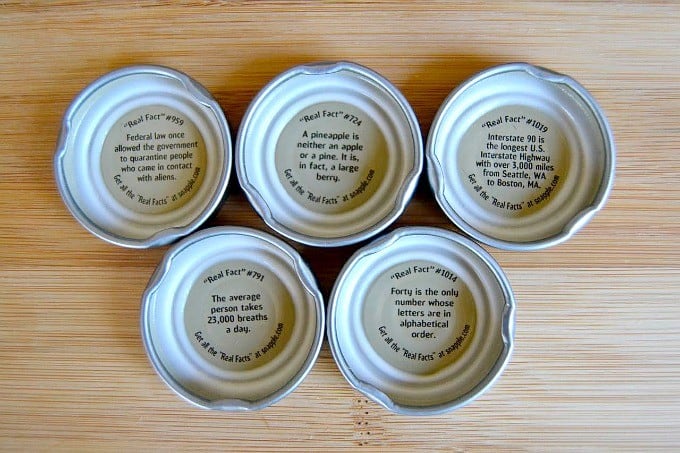 "Real Fact" #959
Federal law once
allowed the government
to quarantine people
who came in contact
with aliens.
Get all the "Real Facts" at snapple.com
"Real Fact" #724
A pineapple is
neither an apple
or a pine. It is,
in fact, a large
berry.
Get all the "Real Facts" at snapple.com
"Real Fact" #1019
Interstate 90 is
the longest U.S.
Interstate Highway
with over 3,000 miles
from Seattle, WA
to Boston, MA.
Get all the "Real Facts" at snapple.com
"Real Fact" #791
The average
person takes
23,000 breaths
a day.
Get all the "Real Facts" at snapple.com
"Real Fact" #1014
Forty is the only
number whose
letters are in
alphabetical
order.
Get all the "Real Facts" at snapple.com